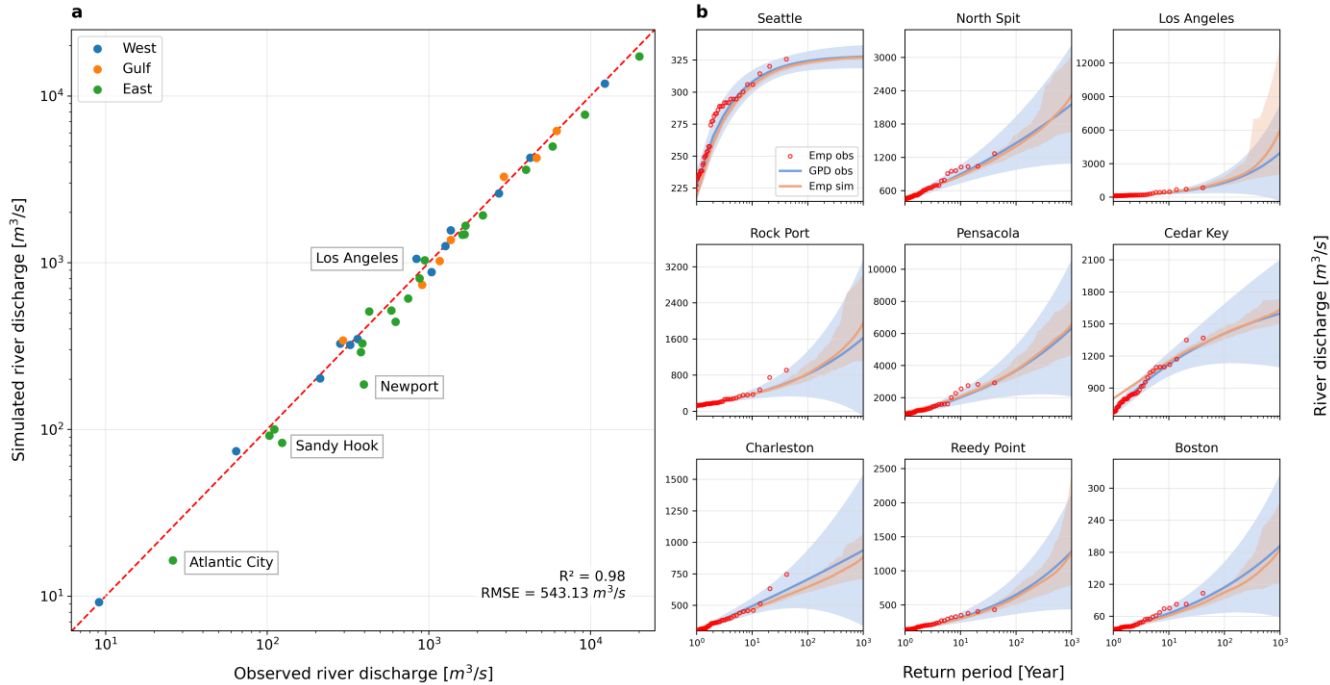 a
West
Gulf
East
10⁴
10³
10²
10¹
Simulated river discharge [m³/s]
Los Angeles
Newport
Sandy Hook
Atlantic City
R² = 0.98
RMSE = 543.13 m³/s
10¹ 10² 10³ 10⁴
Observed river discharge [m³/s]
b
Seattle
325
300
275
250
225
Emp obs
GPD obs
Emp sim
North Spit
3000
2400
1800
1200
600
Los Angeles
12000
9000
6000
3000
0
Rock Port
3200
2400
1600
800
0
Pensacola
10000
8000
6000
4000
2000
Cedar Key
2100
1800
1500
1200
900
Charleston
1500
1250
1000
750
500
10⁰ 10¹ 10² 10³
Reedy Point
2500
2000
1500
1000
500
10⁰ 10¹ 10² 10³
Boston
300
240
180
120
60
10⁰ 10¹ 10² 10³
Return period [Year]
River discharge [m³/s]